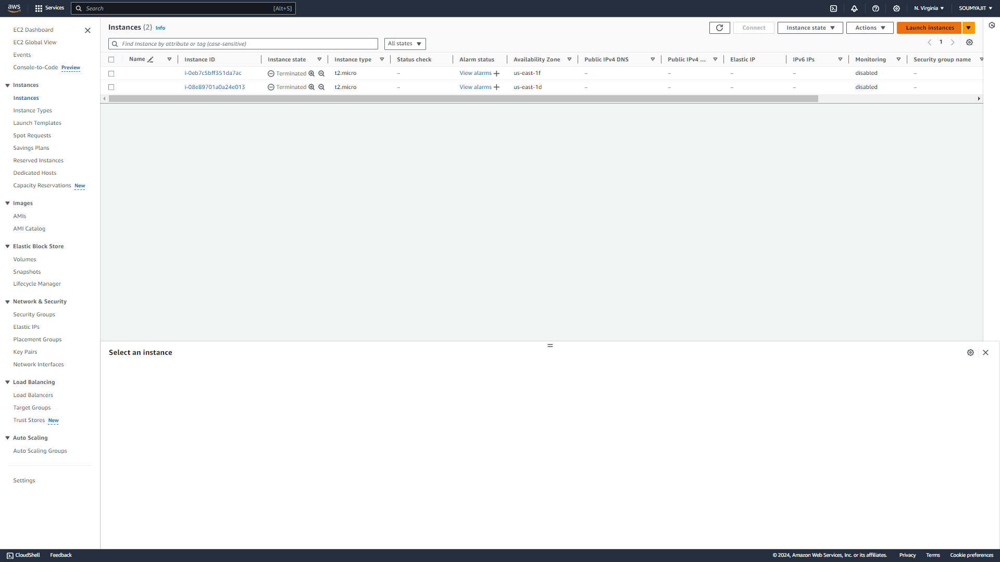 aws Services Search [Alt+S] N. Virginia SOUMYAJIT
EC2 Dashboard
EC2 Global View
Events
Console-to-Code Preview
Instances
Instances
Instance Types
Launch Templates
Spot Requests
Savings Plans
Reserved Instances
Dedicated Hosts
Capacity Reservations New
Images
AMIs
AMI Catalog
Elastic Block Store
Volumes
Snapshots
Lifecycle Manager
Network & Security
Security Groups
Elastic IPs
Placement Groups
Key Pairs
Network Interfaces
Load Balancing
Load Balancers
Target Groups
Trust Stores New
Auto Scaling
Auto Scaling Groups
Settings
Instances (2) Info Connect Instance state Actions Launch instances
Find Instance by attribute or tag (case-sensitive) All states 1
Name Instance ID Instance state Instance type Status check Alarm status Availability Zone Public IPv4 DNS Public IPv4 ... Elastic IP IPv6 IPs Monitoring Security group name
i-0eb7c5bff351da7ac Terminated t2.micro – View alarms us-east-1f – – – – disabled –
i-08e89701a0a24e013 Terminated t2.micro – View alarms us-east-1d – – – – disabled –
Select an instance
CloudShell Feedback © 2024, Amazon Web Services, Inc. or its affiliates. Privacy Terms Cookie preferences